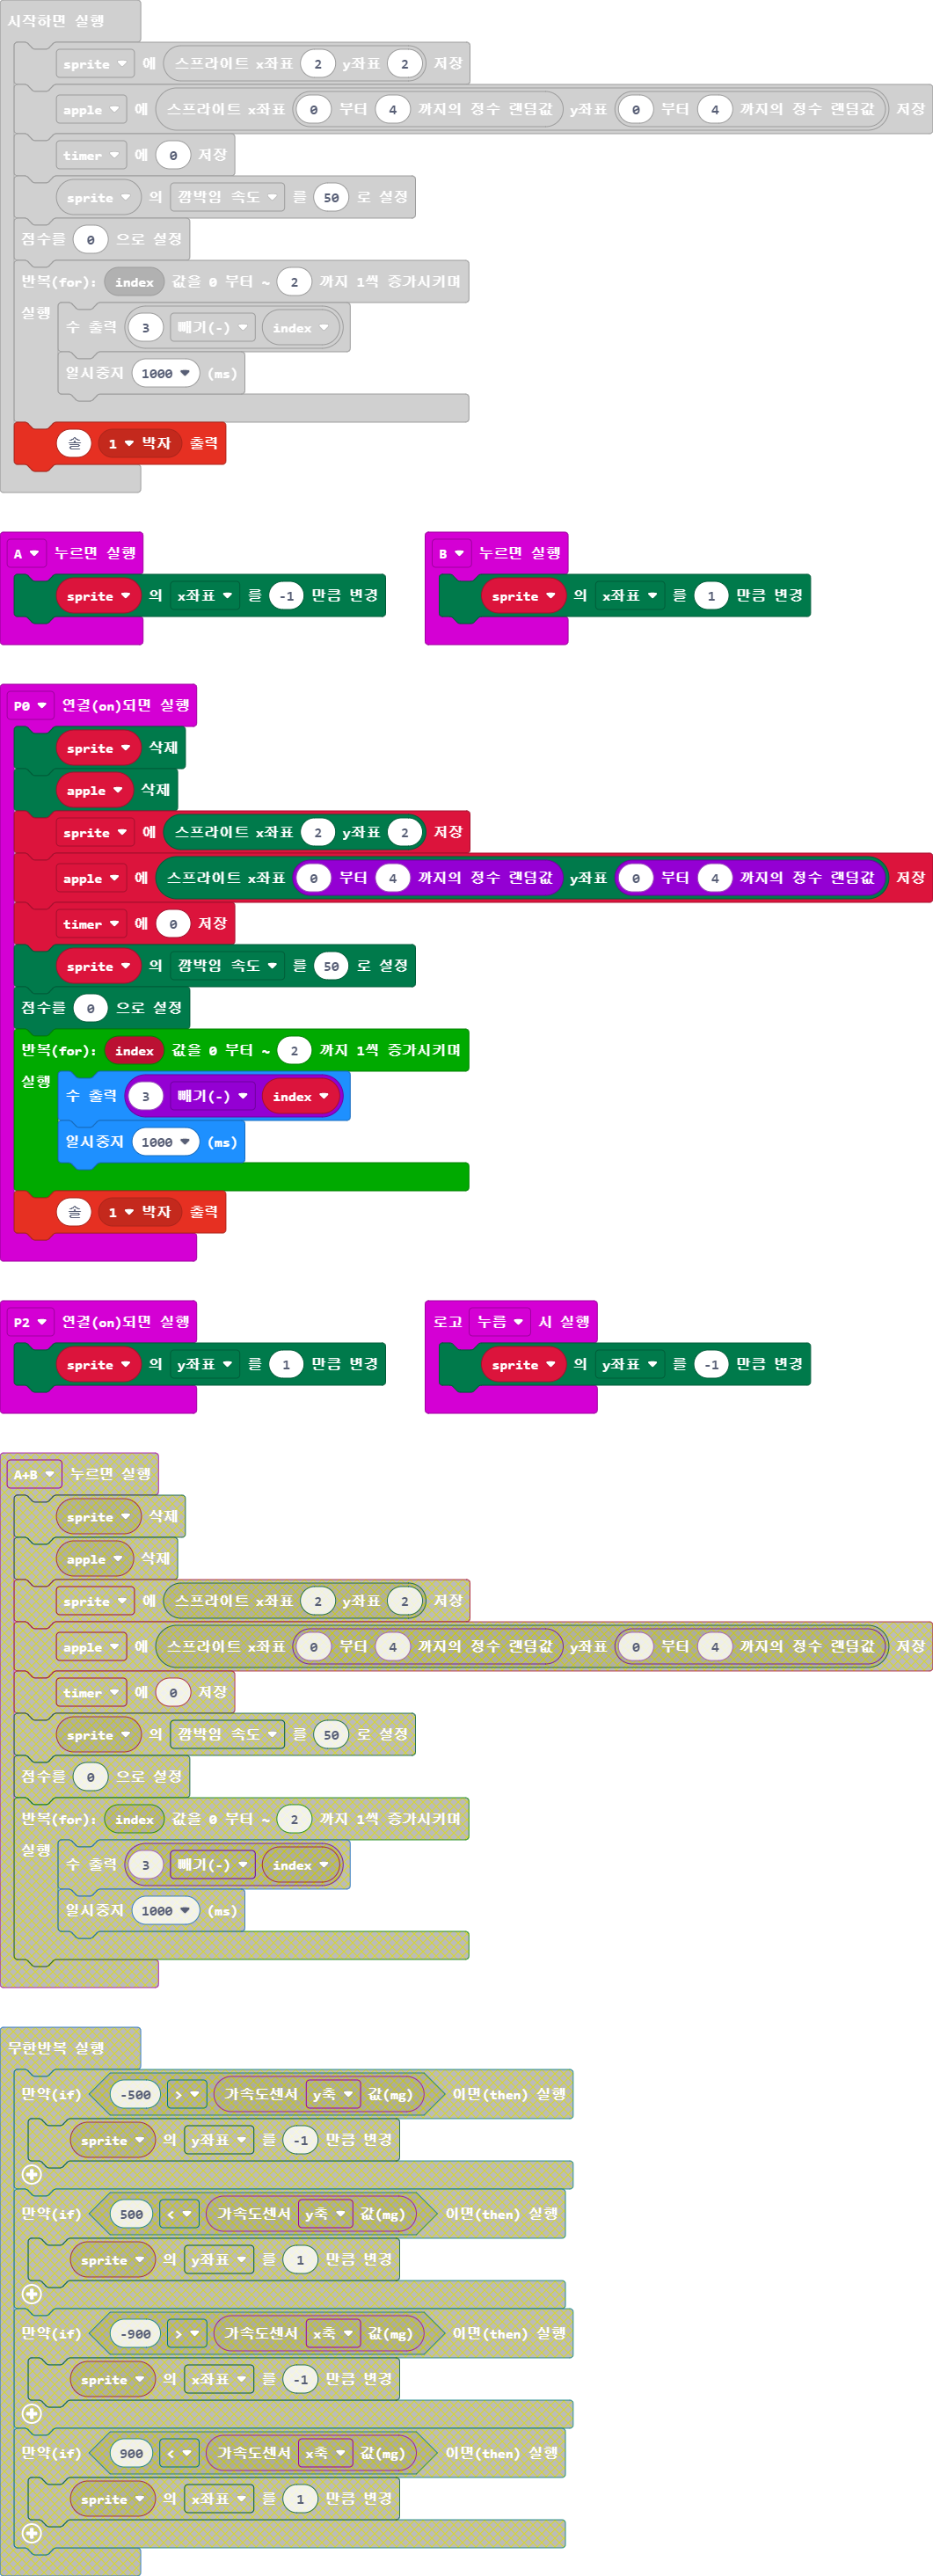 시작하면 실행
sprite 에 스프라이트 x좌표 2 y좌표 2 저장
apple 에 스프라이트 x좌표 0 부터 4 까지의 정수 랜덤값 y좌표 0 부터 4 까지의 정수 랜덤값 저장
timer 에 0 저장
sprite 의 깜박임 속도 를 50 로 설정
점수를 0 으로 설정
반복(for): index 값을 0 부터 ~ 2 까지 1씩 증가시키며
실행 수 출력 3 빼기(-) index
일시중지 1000 (ms)
솔 1 박자 출력
A 누르면 실행
sprite 의 x좌표 를 -1 만큼 변경
B 누르면 실행
sprite 의 x좌표 를 1 만큼 변경
P0 연결(on)되면 실행
sprite 삭제
apple 삭제
sprite 에 스프라이트 x좌표 2 y좌표 2 저장
apple 에 스프라이트 x좌표 0 부터 4 까지의 정수 랜덤값 y좌표 0 부터 4 까지의 정수 랜덤값 저장
timer 에 0 저장
sprite 의 깜박임 속도 를 50 로 설정
점수를 0 으로 설정
반복(for): index 값을 0 부터 ~ 2 까지 1씩 증가시키며
실행 수 출력 3 빼기(-) index
일시중지 1000 (ms)
솔 1 박자 출력
P2 연결(on)되면 실행
sprite 의 y좌표 를 1 만큼 변경
로고 누름 시 실행
sprite 의 y좌표 를 -1 만큼 변경
A+B 누르면 실행
sprite 삭제
apple 삭제
sprite 에 스프라이트 x좌표 2 y좌표 2 저장
apple 에 스프라이트 x좌표 0 부터 4 까지의 정수 랜덤값 y좌표 0 부터 4 까지의 정수 랜덤값 저장
timer 에 0 저장
sprite 의 깜박임 속도 를 50 로 설정
점수를 0 으로 설정
반복(for): index 값을 0 부터 ~ 2 까지 1씩 증가시키며
실행 수 출력 3 빼기(-) index
일시중지 1000 (ms)
무한반복 실행
만약(if) -500 > 가속도센서 y축 값(mg) 이면(then) 실행
sprite 의 y좌표 를 -1 만큼 변경
만약(if) 500 < 가속도센서 y축 값(mg) 이면(then) 실행
sprite 의 y좌표 를 1 만큼 변경
만약(if) -900 > 가속도센서 x축 값(mg) 이면(then) 실행
sprite 의 x좌표 를 -1 만큼 변경
만약(if) 900 < 가속도센서 x축 값(mg) 이면(then) 실행
sprite 의 x좌표 를 1 만큼 변경